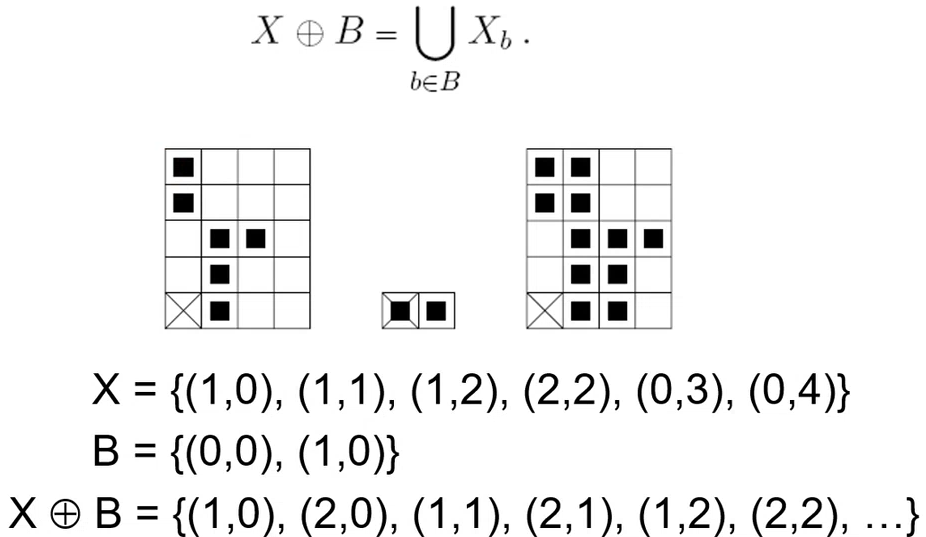 X ⊕ B = ⋃ X_b .
b∈B
X = {(1,0), (1,1), (1,2), (2,2), (0,3), (0,4)}
B = {(0,0), (1,0)}
X ⊕ B = {(1,0), (2,0), (1,1), (2,1), (1,2), (2,2), …}